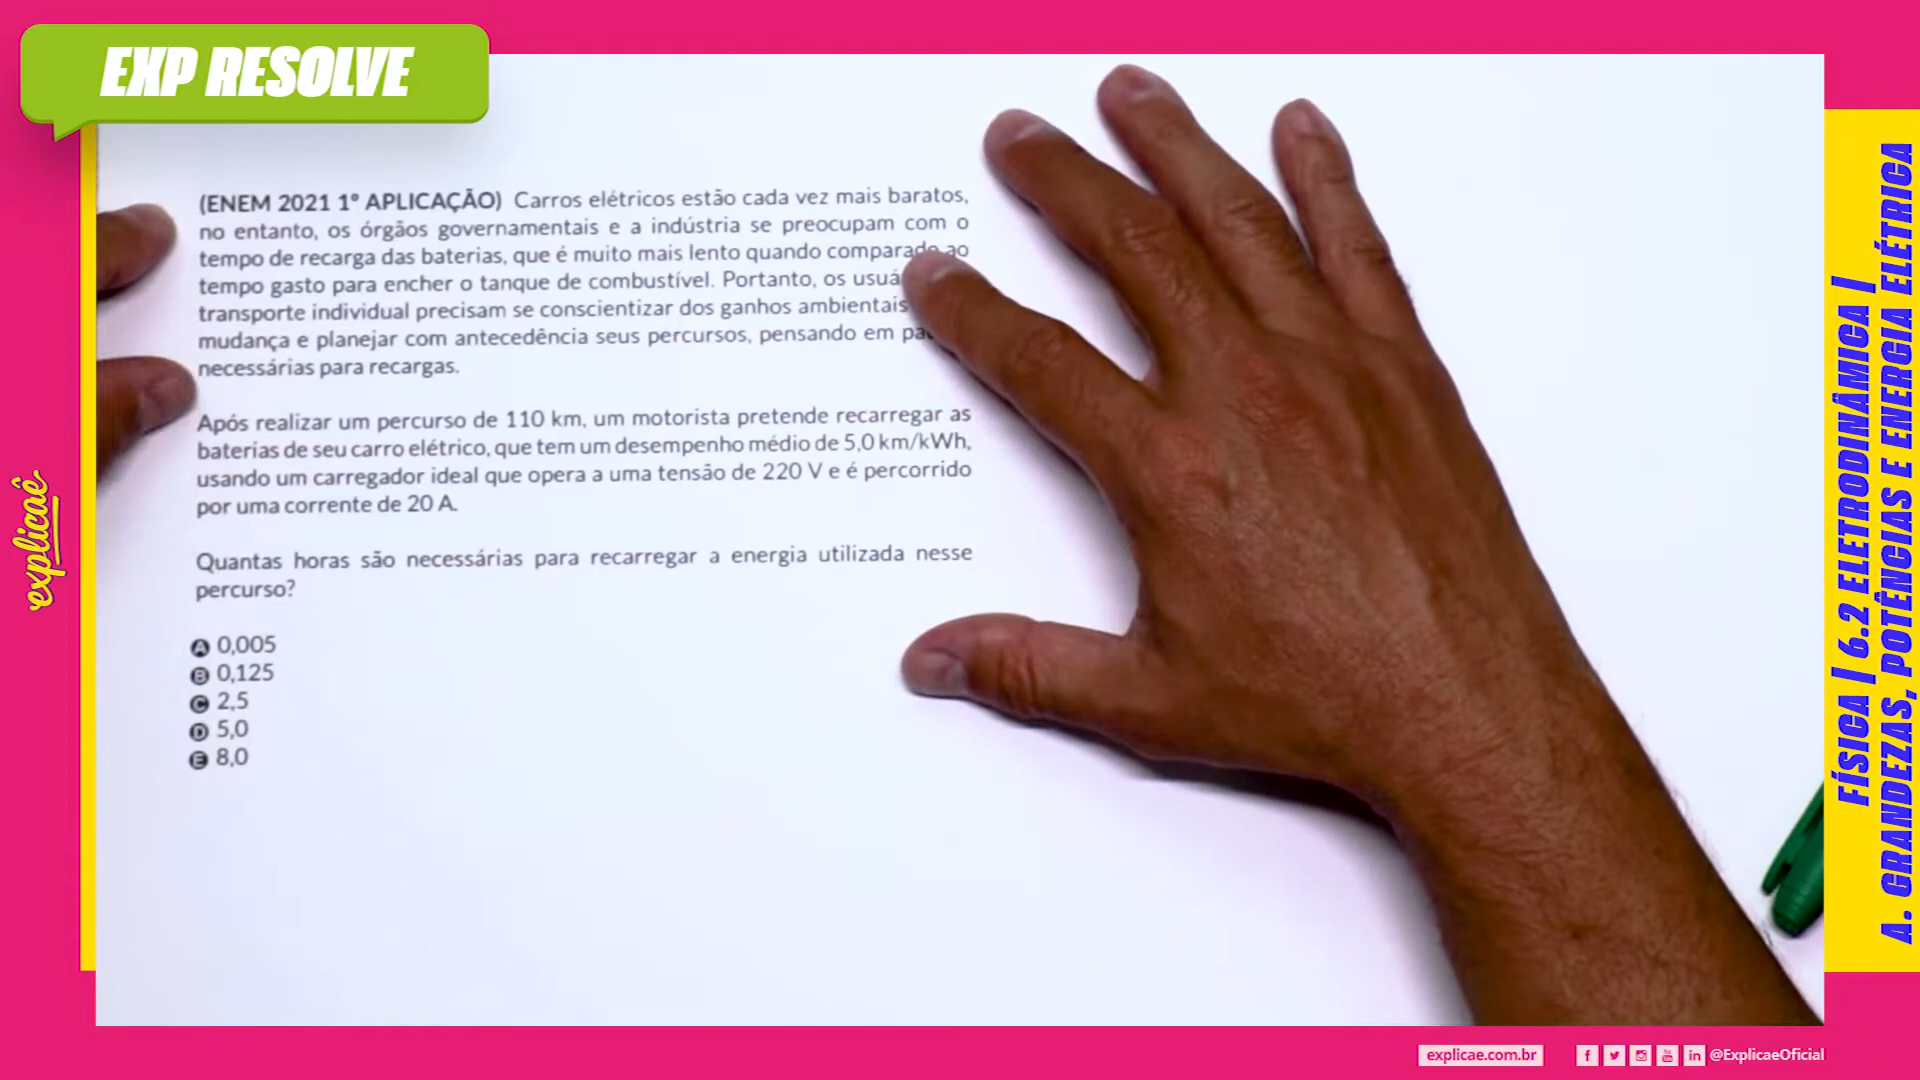 EXP RESOLVE
(ENEM 2021 1º APLICAÇÃO) Carros elétricos estão cada vez mais baratos,
no entanto, os órgãos governamentais e a indústria se preocupam com o
tempo de recarga das baterias, que é muito mais lento quando comparado ao
tempo gasto para encher o tanque de combustível. Portanto, os
transporte individual precisam se conscientizar dos ganhos ambientais
mudança e planejar com antecedência seus percursos, pensando em
necessárias para recargas.
Após realizar um percurso de 110 km, um motorista pretende recarregar as
baterias de seu carro elétrico, que tem um desempenho médio de 5,0 km/kWh,
usando um carregador ideal que opera a uma tensão de 220 V e é percorrido
por uma corrente de 20 A.
Quantas horas são necessárias para recarregar a energia utilizada nesse
percurso?
A 0,005
B 0,125
C 2,5
D 5,0
E 8,0
explicaê
FÍSICA | 6.2 ELETRODINÂMICA |
A. GRANDEZAS, POTÊNCIAS E ENERGIA ELÉTRICA
explicae.com.br
@ExplicaeOficial